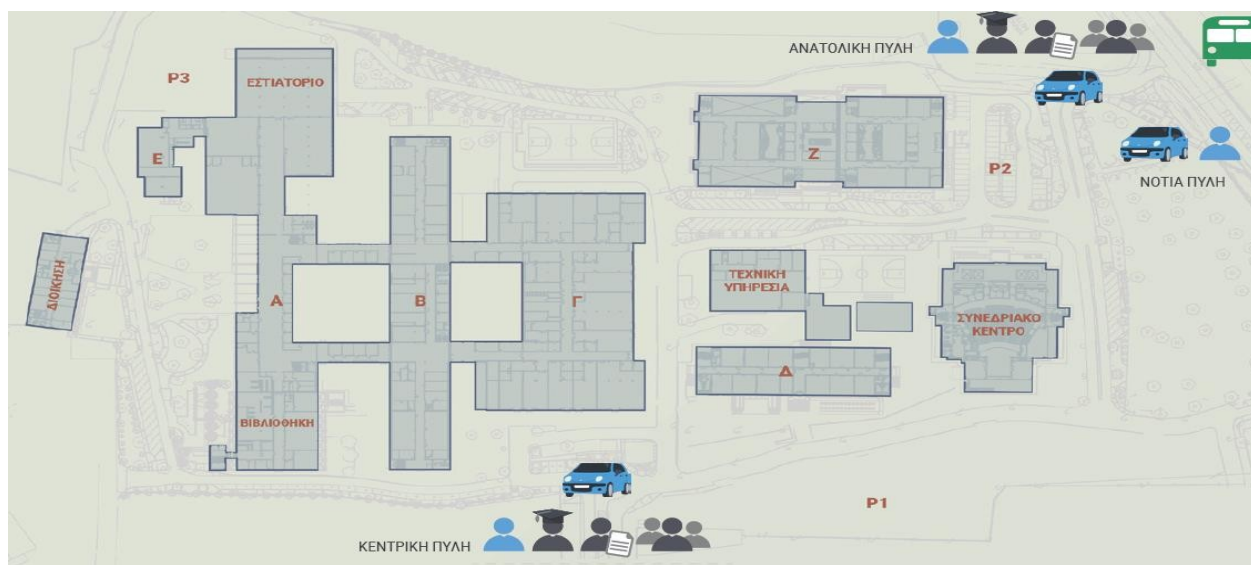 ΑΝΑΤΟΛΙΚΗ ΠΥΛΗ
P3
ΕΣΤΙΑΤΟΡΙΟ
E
Z
P2
ΝΟΤΙΑ ΠΥΛΗ
ΔΙΟΙΚΗΣΗ
A
B
Γ
ΤΕΧΝΙΚΗ
ΥΠΗΡΕΣΙΑ
ΣΥΝΕΔΡΙΑΚΟ
ΚΕΝΤΡΟ
Δ
ΒΙΒΛΙΟΘΗΚΗ
P1
ΚΕΝΤΡΙΚΗ ΠΥΛΗ